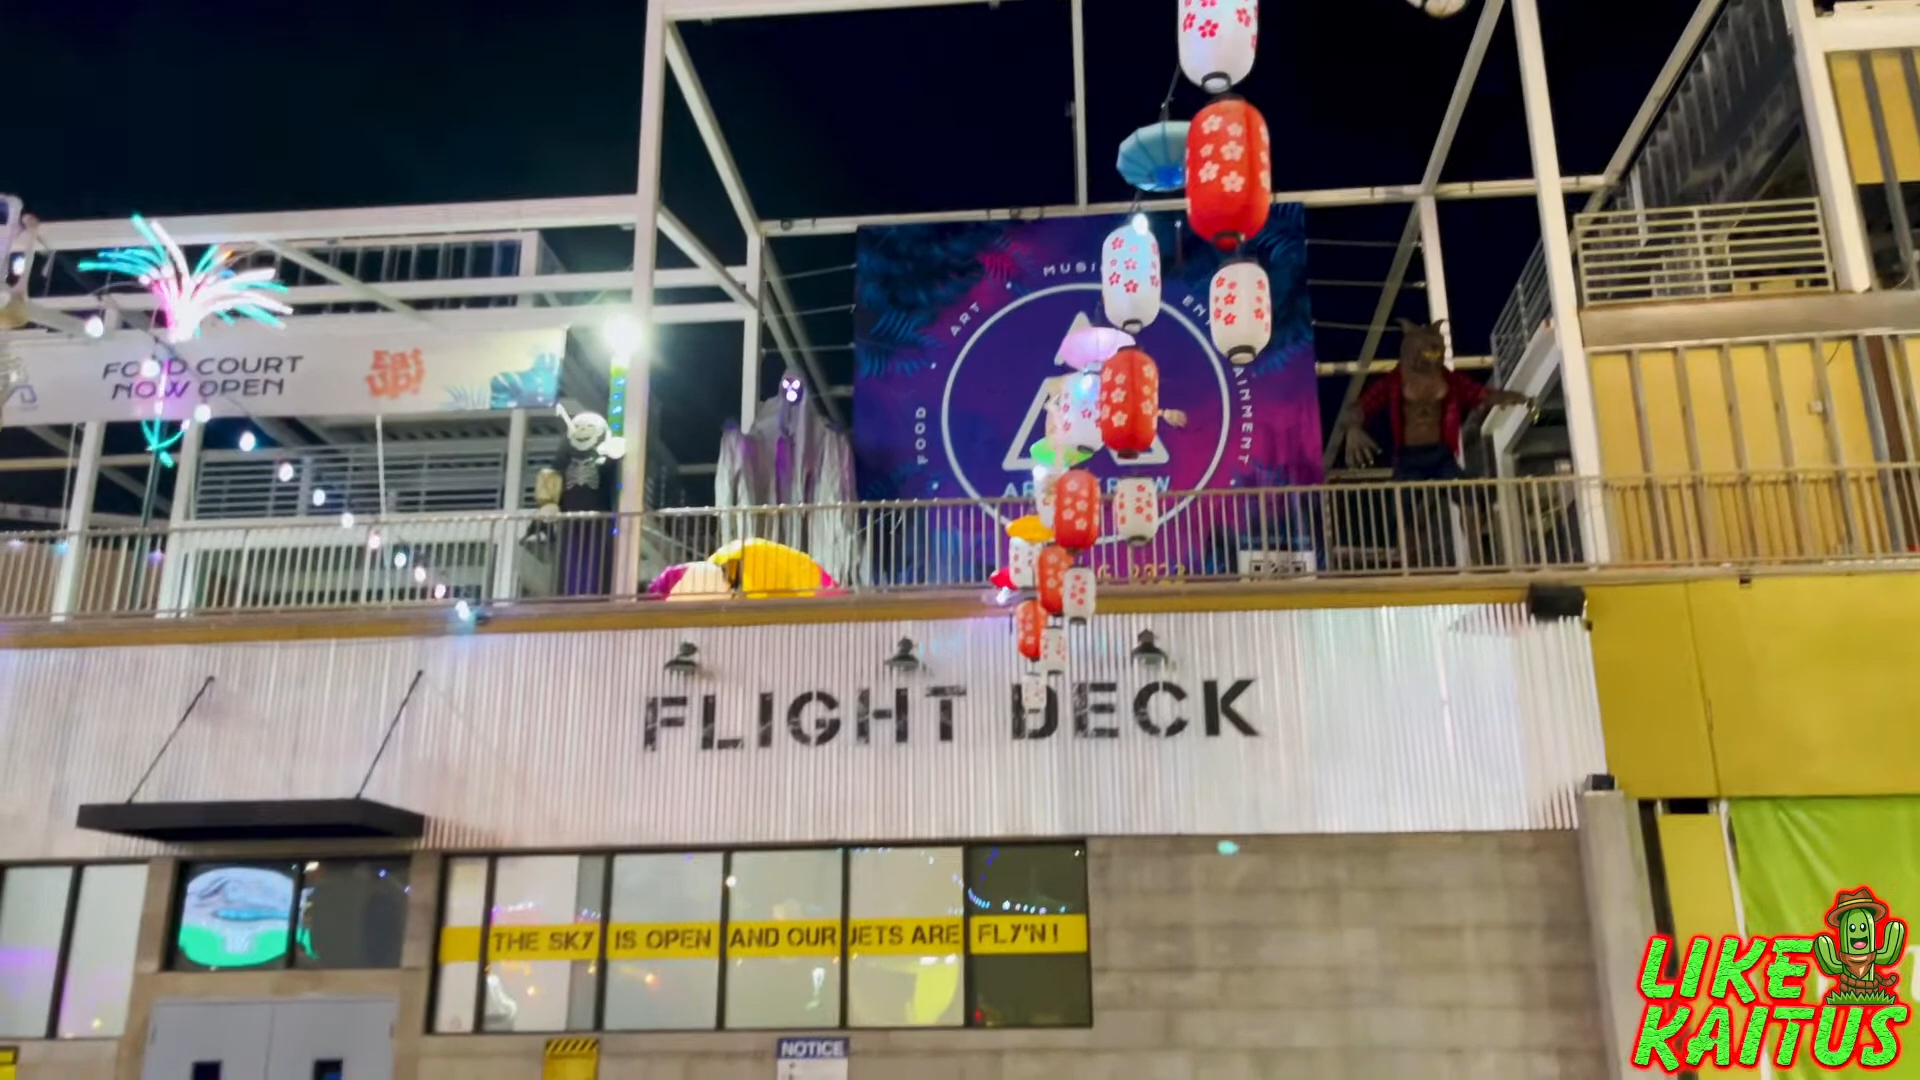 MUSIC
ART
FOOD
FOOD COURT
NOW OPEN
EAT
UP!
FLIGHT DECK
THE SKY IS OPEN AND OUR JETS ARE FLY'N!
NOTICE
LIKE
KAITUS